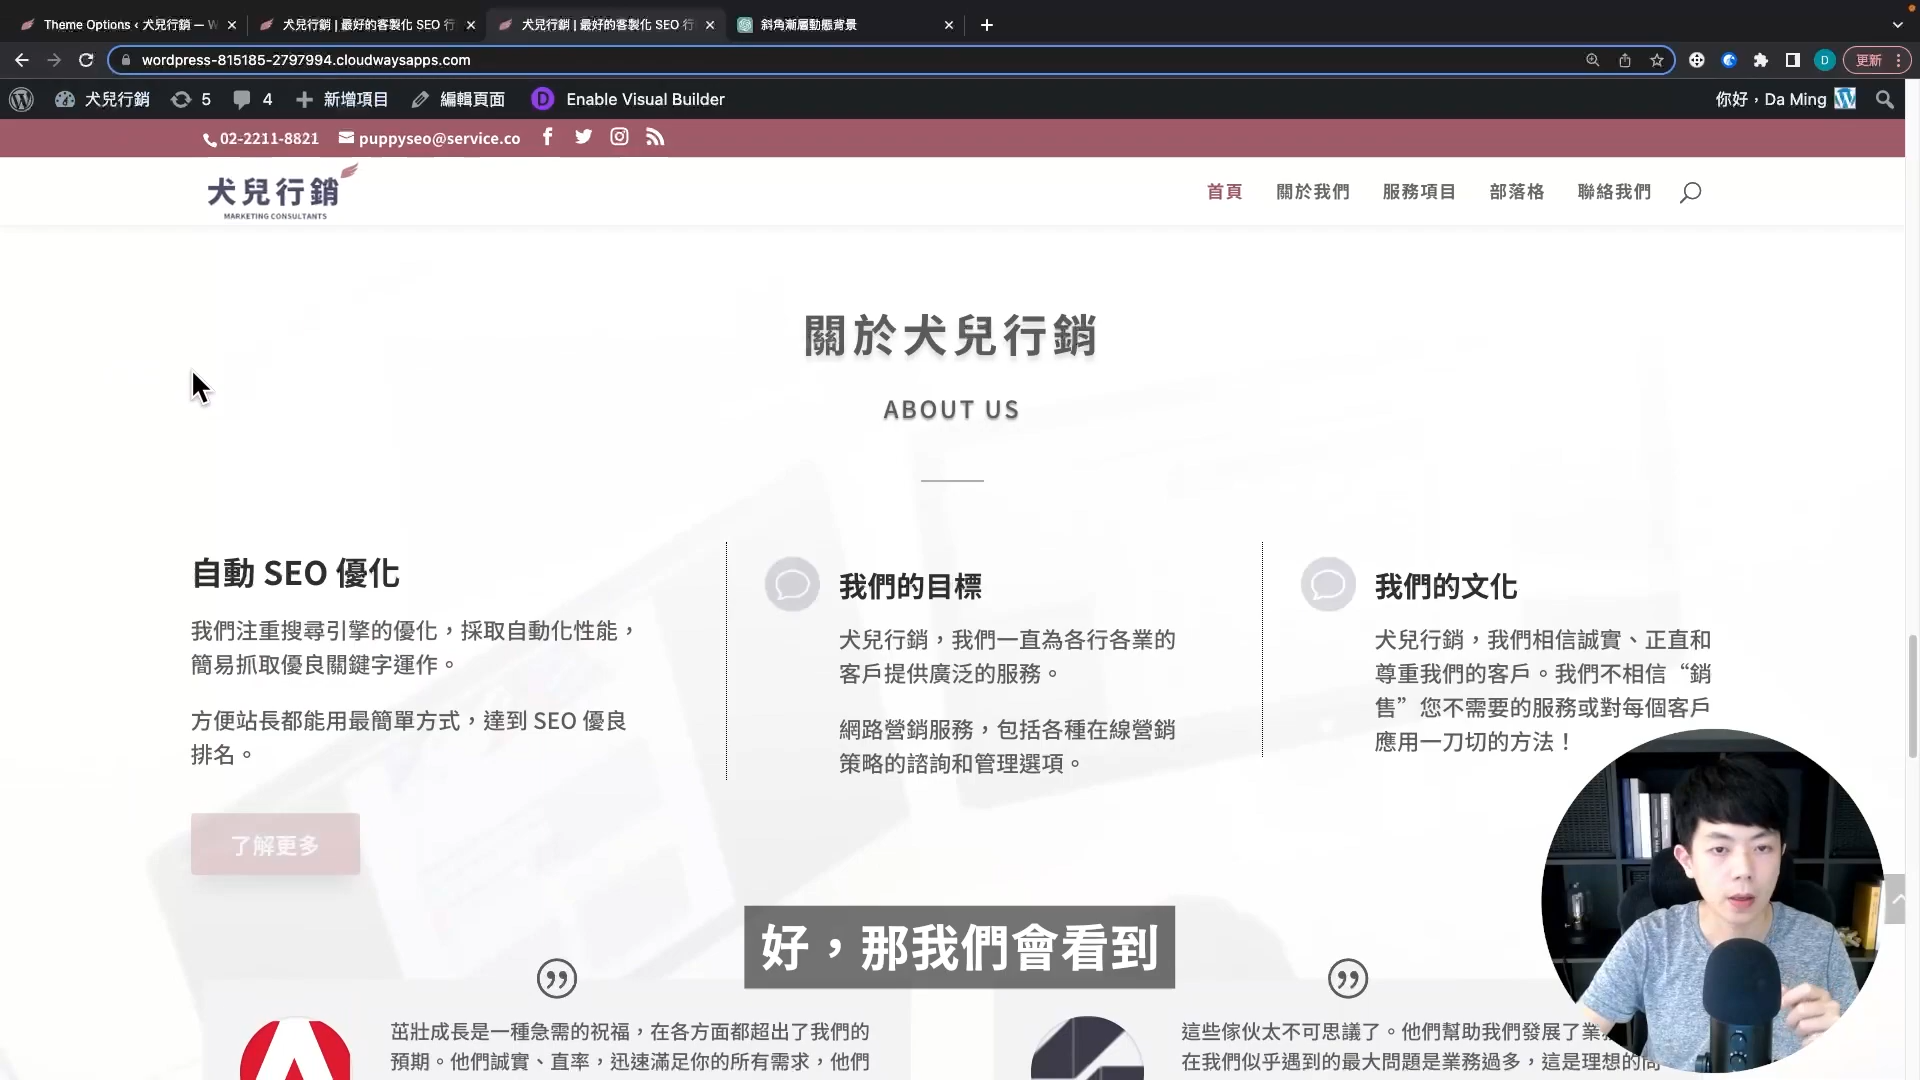 Theme Options ‹ 犬兒行銷 — W
犬兒行銷 | 最好的客製化 SEO 行
犬兒行銷 | 最好的客製化 SEO 行
斜角漸層動態背景
wordpress-815185-2797994.cloudwaysapps.com
D
更新
犬兒行銷
5
4
新增項目
編輯頁面
D
Enable Visual Builder
你好，Da Ming
02-2211-8821
puppyseo@service.co
犬兒行銷
MARKETING CONSULTANTS
首頁
關於我們
服務項目
部落格
聯絡我們
關於犬兒行銷
ABOUT US
自動 SEO 優化
我們注重搜尋引擎的優化，採取自動化性能，
簡易抓取優良關鍵字運作。
方便站長都能用最簡單方式，達到 SEO 優良
排名。
了解更多
我們的目標
犬兒行銷，我們一直為各行各業的
客戶提供廣泛的服務。
網路營銷服務，包括各種在線營銷
策略的諮詢和管理選項。
我們的文化
犬兒行銷，我們相信誠實、正直和
尊重我們的客戶。我們不相信“銷
售”您不需要的服務或對每個客戶
應用一刀切的方法！
好，那我們會看到
茁壯成長是一種急需的祝福，在各方面都超出了我們的
預期。他們誠實、直率，迅速滿足你的所有需求，他們
這些傢伙太不可思議了。他們幫助我們發展了業
在我們似乎遇到的最大問題是業務過多，這是理想的問